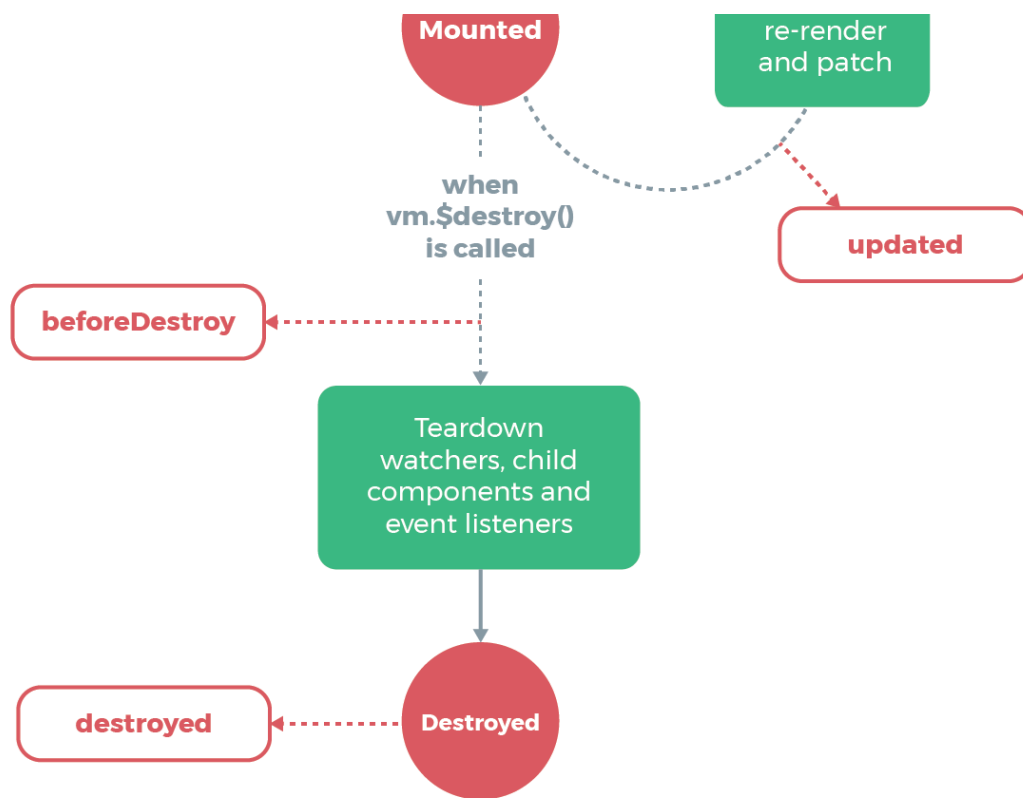 Mounted
re-render
and patch
when
vm.$destroy()
is called
updated
beforeDestroy
Teardown
watchers, child
components and
event listeners
Destroyed
destroyed